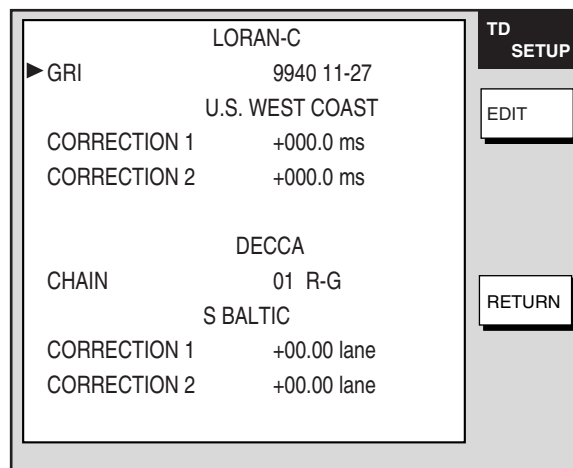 LORAN-C
GRI 9940 11-27
U.S. WEST COAST
CORRECTION 1 +000.0 ms
CORRECTION 2 +000.0 ms
DECCA
CHAIN 01 R-G
S BALTIC
CORRECTION 1 +00.00 lane
CORRECTION 2 +00.00 lane
TD
SETUP
EDIT
RETURN